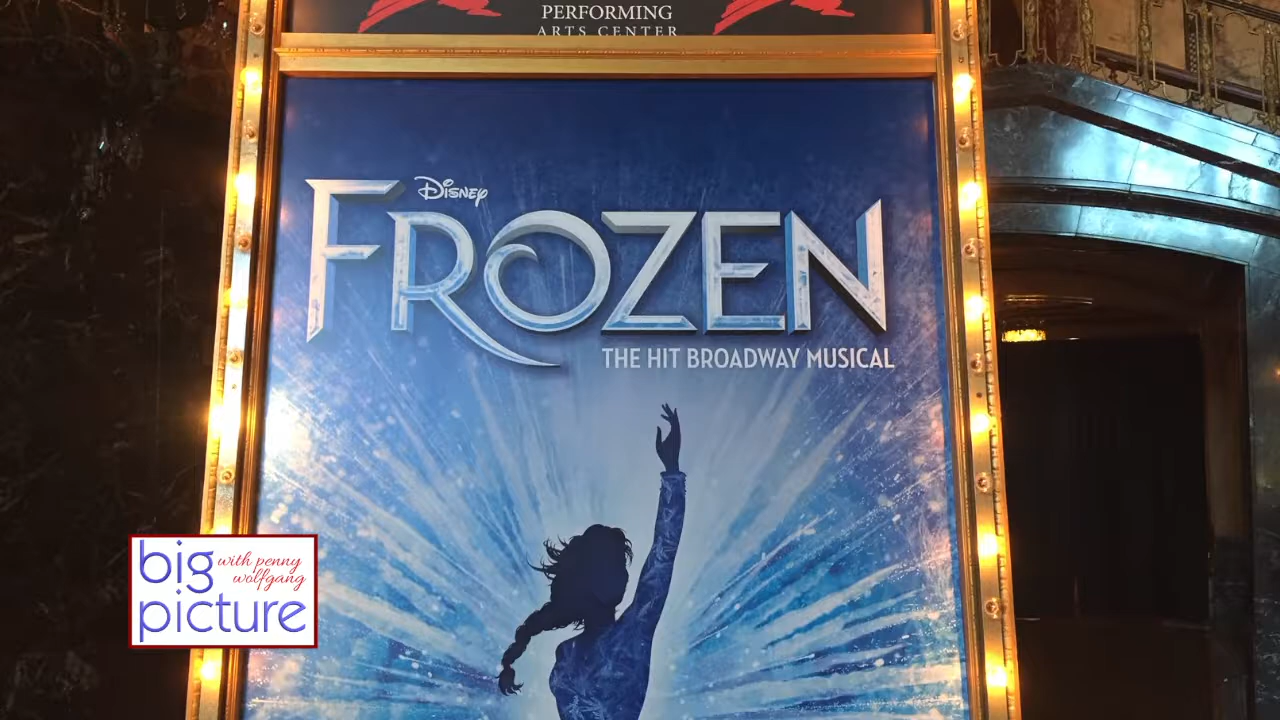 PERFORMING
ARTS CENTER
Disney
FROZEN
THE HIT BROADWAY MUSICAL
big with penny
wolfgang
picture